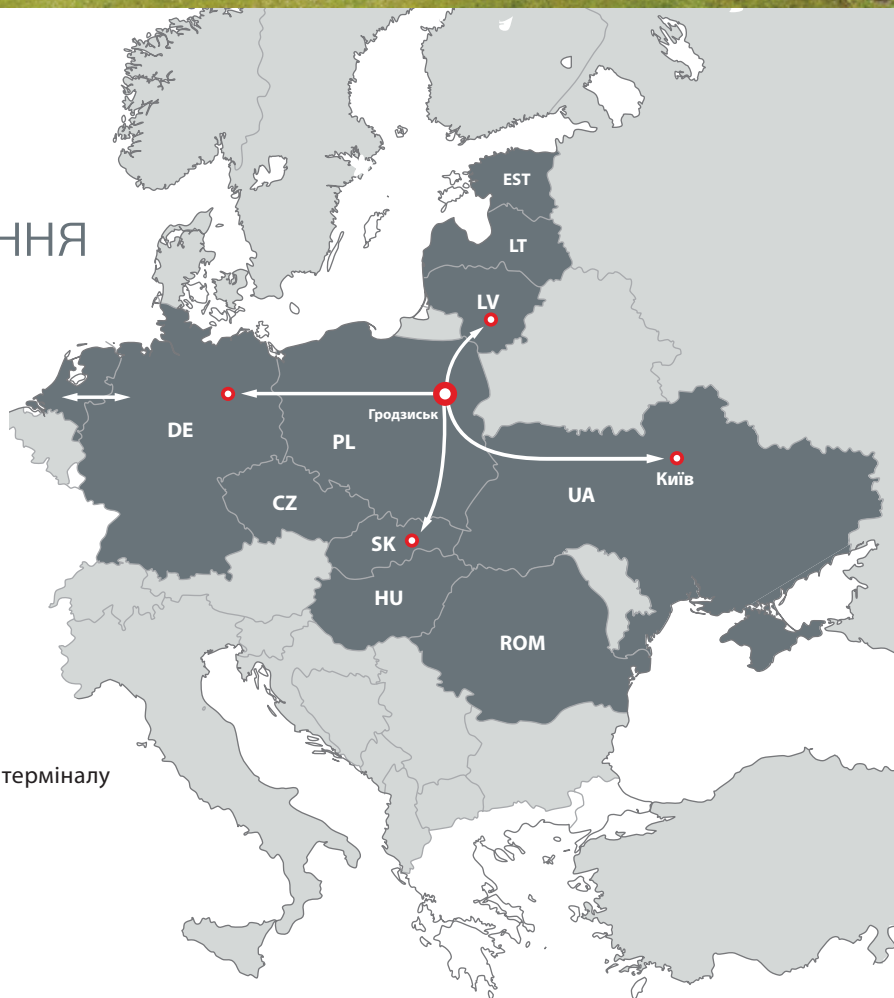 EST
ННЯ
LT
LV
Гродзиськ
DE
PL
Київ
UA
CZ
SK
HU
ROM
терміналу